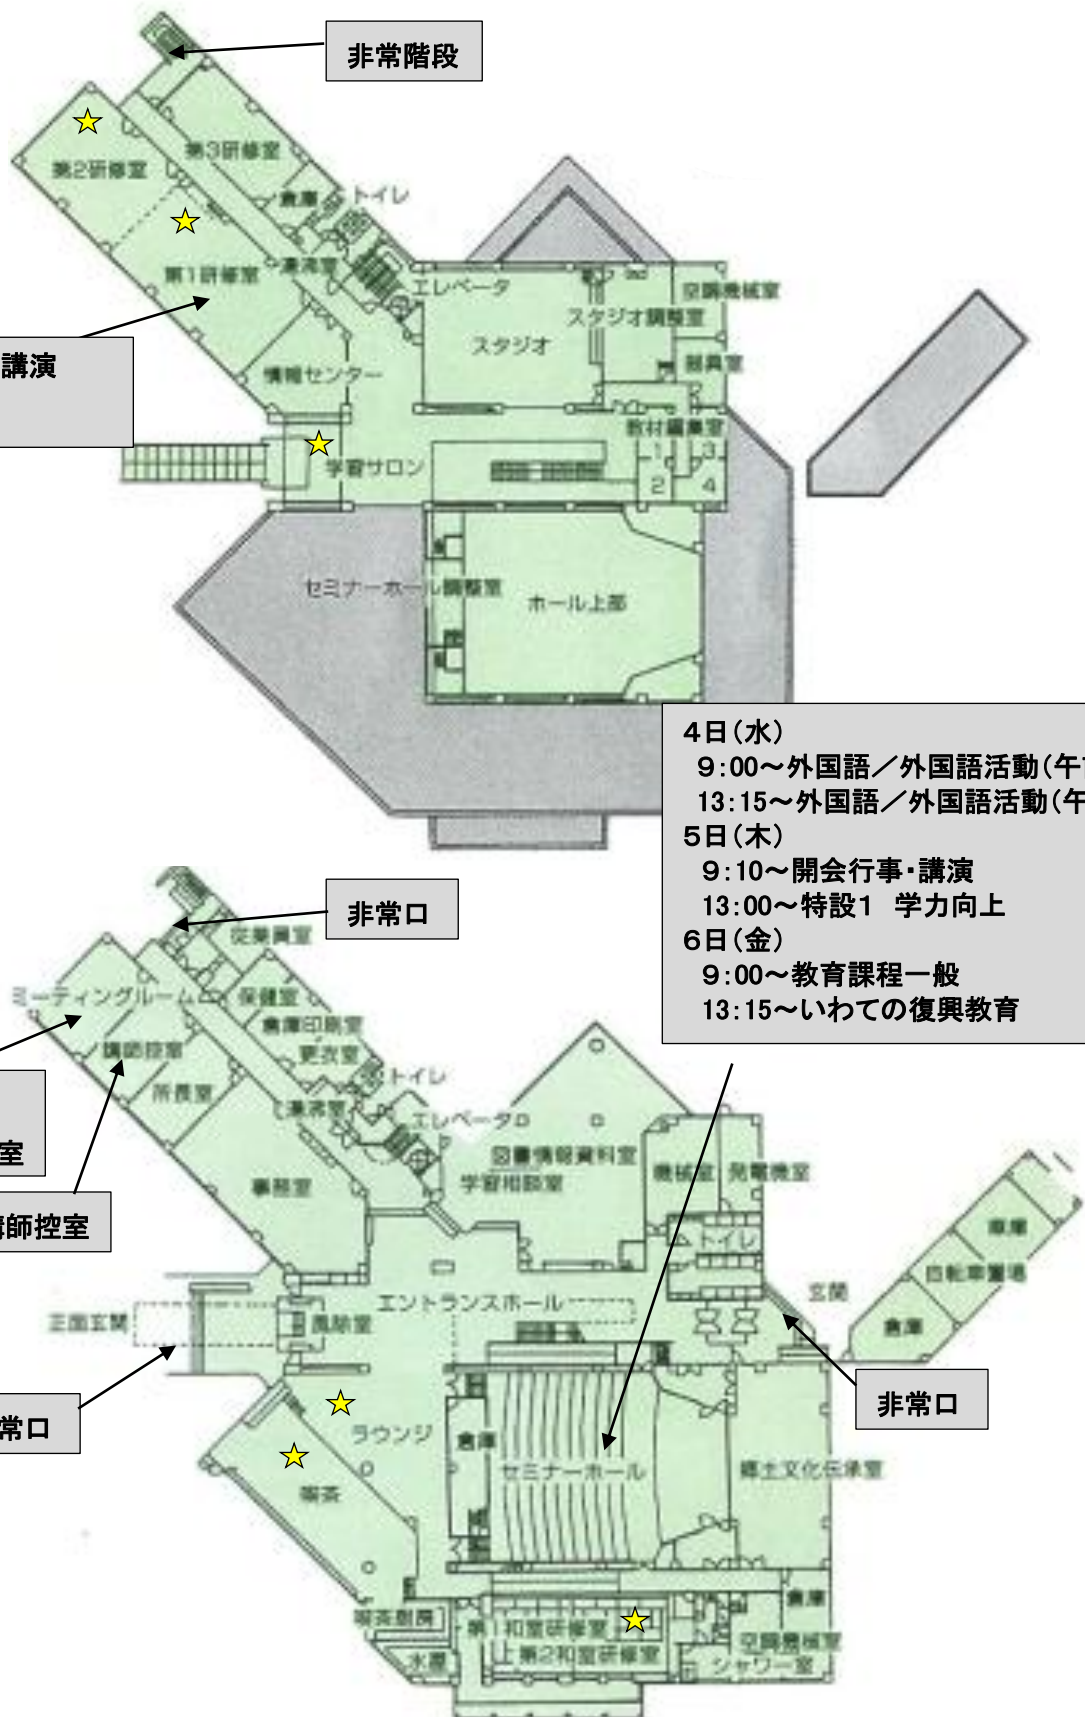 非常階段
第3研修室
第2研修室
倉庫
トイレ
湯沸室
第1研修室
エレベータ
空調機械室
スタジオ調整室
スタジオ
講演
器具室
情報センター
教材編集室
1
3
学習サロン
2
4
セミナーホール調整室
ホール上部
4日(水)
9:00~外国語/外国語活動(午
13:15~外国語/外国語活動(午
5日(木)
9:10~開会行事・講演
13:00~特設1 学力向上
6日(金)
9:00~教育課程一般
13:15~いわての復興教育
非常口
従業員室
ミーティングルーム
保健室
倉庫印刷室
講師控室
更衣室
所長室
トイレ
湯沸室
エレベータ
室
図書情報資料室
学習相談室
機械室
発電機室
事務室
師控室
トイレ
車庫
自転車置場
倉庫
玄関
エントランスホール
正面玄関
風除室
常口
非常口
ラウンジ
倉庫
セミナーホール
郷土文化伝承室
喫茶
倉庫
喫茶厨房
第1和室研修室
水屋
上
第2和室研修室
空調機械室
シャワー室